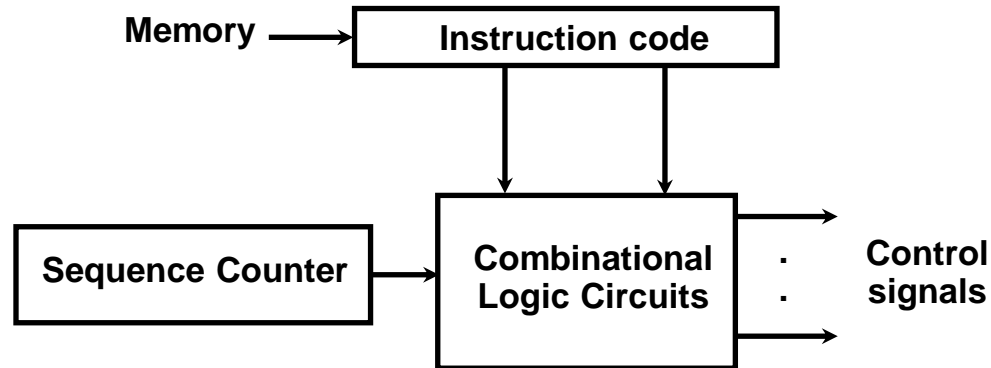 Memory
Instruction code
Sequence Counter
Combinational
Logic Circuits
Control
signals